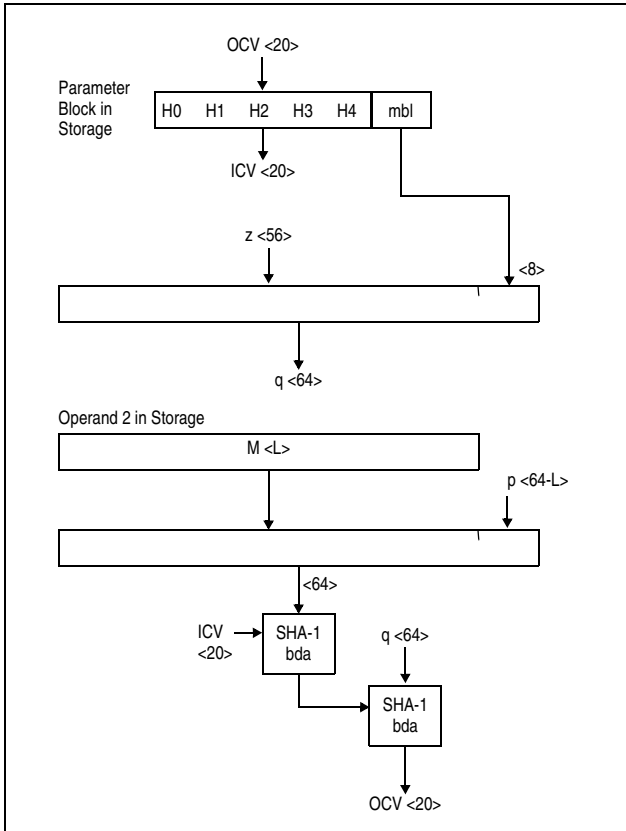 OCV <20>
Parameter
Block in
Storage
H0 H1 H2 H3 H4 mbl
ICV <20>
z <56>
<8>
q <64>
Operand 2 in Storage
M <L>
p <64-L>
<64>
ICV
<20>
SHA-1
bda
q <64>
SHA-1
bda
OCV <20>